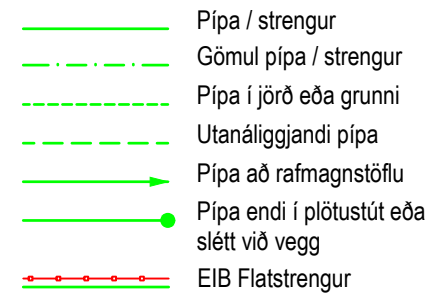 Pípa / strengur
Gömul pípa / strengur
Pípa í jörð eða grunni
Utanáliggjandi pípa
Pípa að rafmagnstöflu
Pípa endi í plötustút eða
slétt við vegg
EIB Flatstrengur